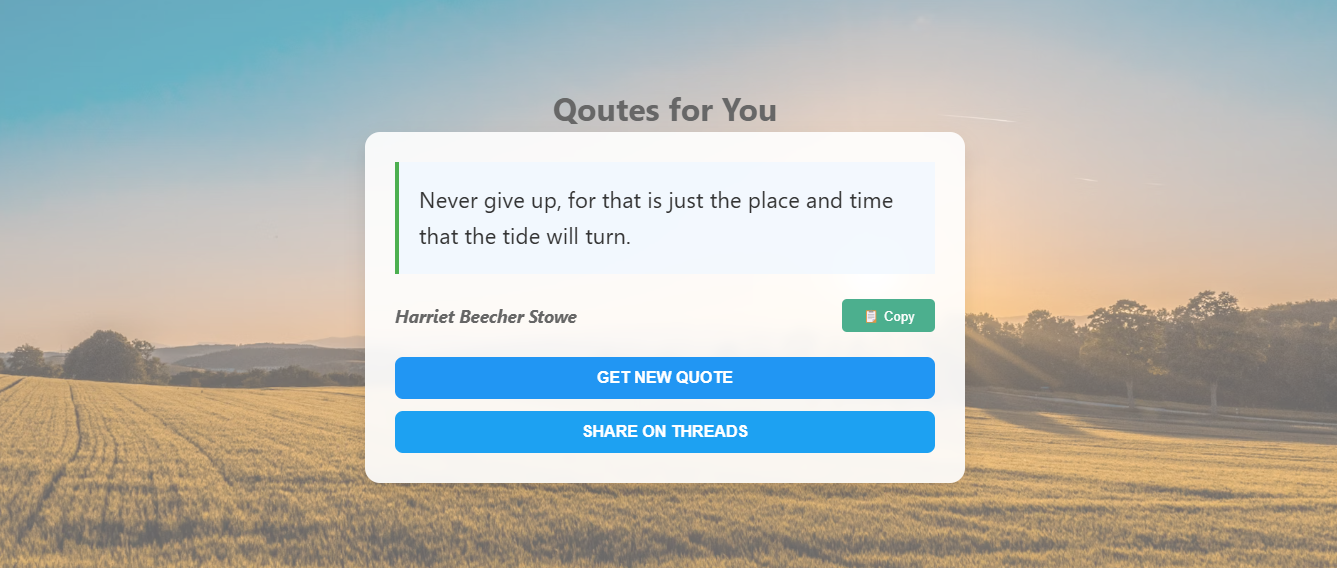 Qoutes for You
Never give up, for that is just the place and time
that the tide will turn.
Harriet Beecher Stowe
📋 Copy
GET NEW QUOTE
SHARE ON THREADS